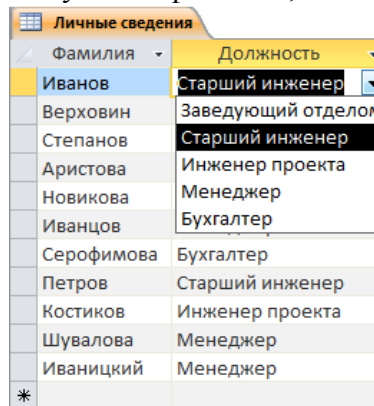 Личные сведения
Фамилия Должность
Иванов Старший инженер
Верховин Заведующий отделом
Степанов Старший инженер
Аристова Инженер проекта
Новикова Менеджер
Иванцов Бухгалтер
Серофимова Бухгалтер
Петров Старший инженер
Костиков Инженер проекта
Шувалова Менеджер
Иваницкий Менеджер